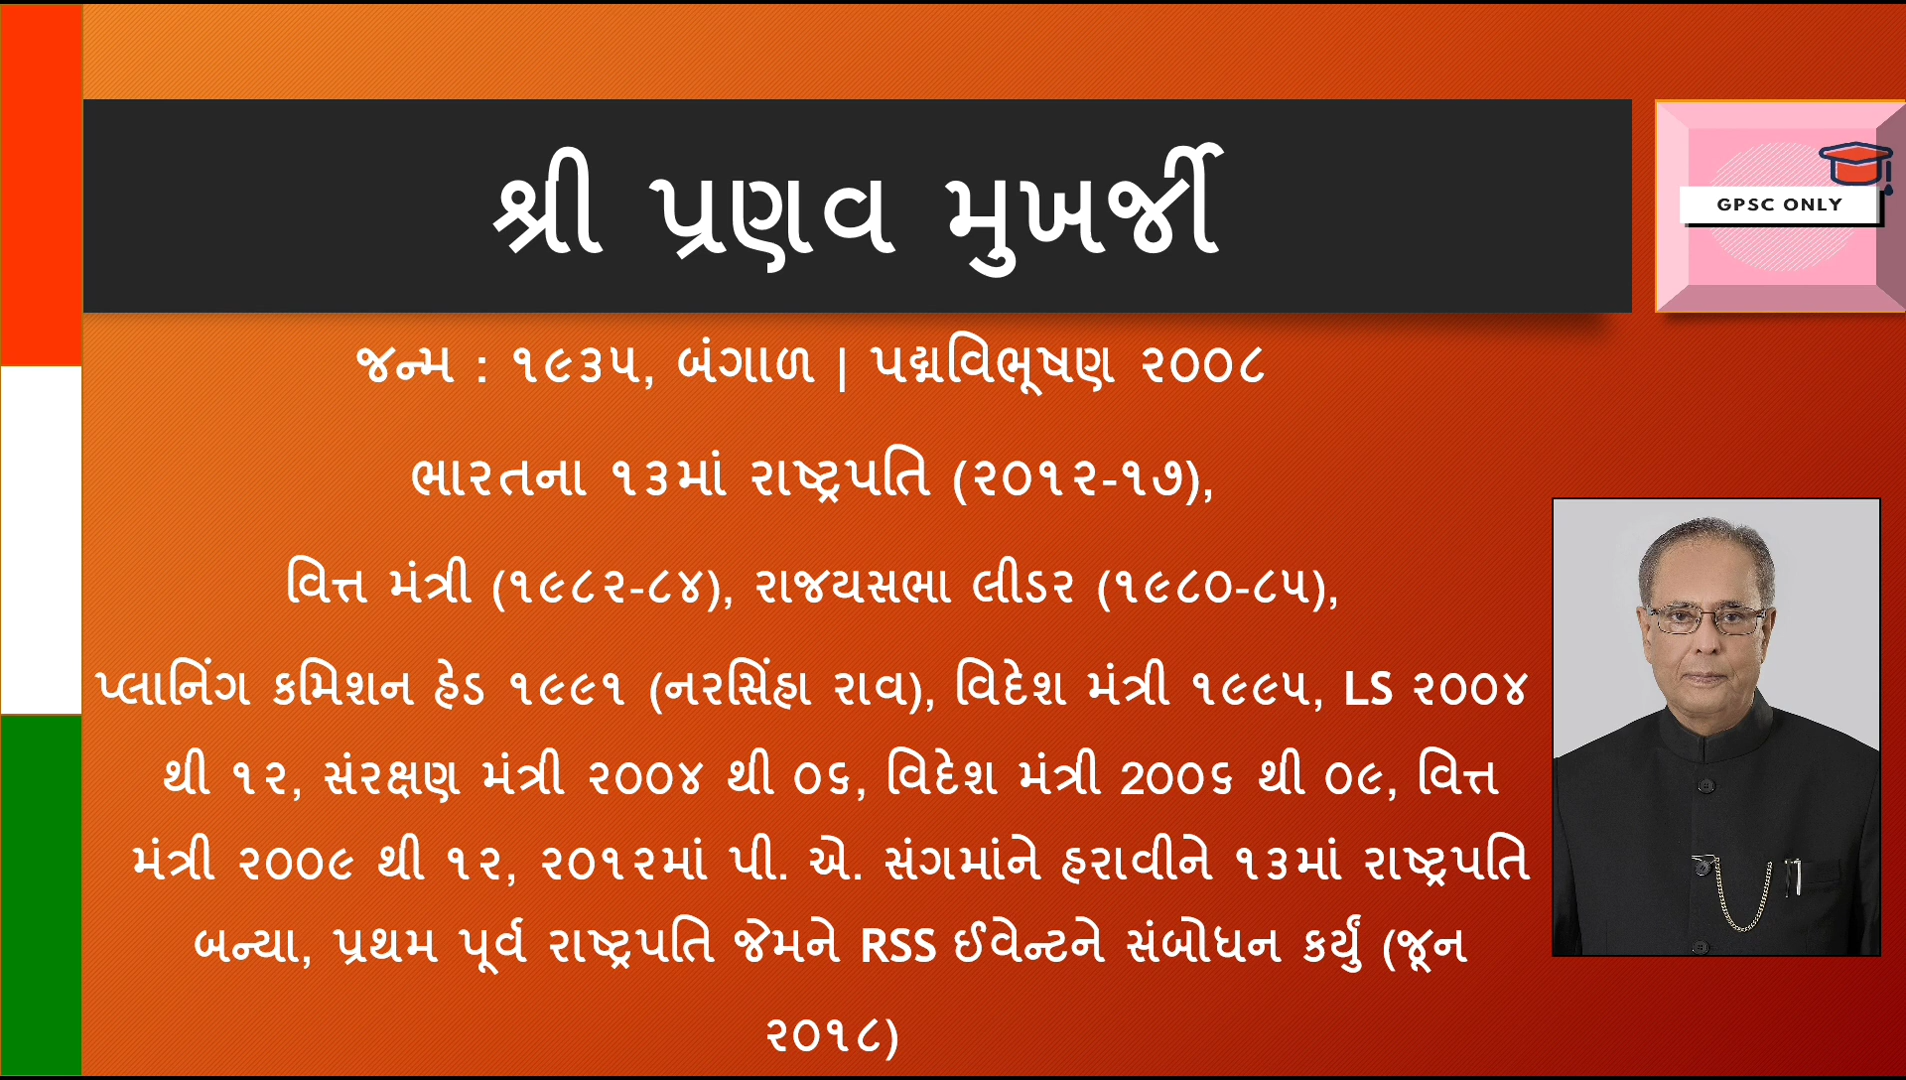 શ્રી પ્રણવ મુખર્જી
GPSC ONLY
જન્મ : ૧૯૩૫, બંગાળ | પદ્મવિભૂષણ ૨૦૦૮
ભારતના ૧૩માં રાષ્ટ્રપતિ (૨૦૧૨-૧૭),
વિત્ત મંત્રી (૧૯૮૨-૮૪), રાજયસભા લીડર (૧૯૮૦-૮૫),
પ્લાનિંગ કમિશન હેડ ૧૯૯૧ (નરસિંહા રાવ), વિદેશ મંત્રી ૧૯૯૫, LS ૨૦૦૪
થી ૧૨, સંરક્ષણ મંત્રી ૨૦૦૪ થી ૦૬, વિદેશ મંત્રી 2૦૦૬ થી ૦૯, વિત્ત
મંત્રી ૨૦૦૯ થી ૧૨, ૨૦૧૨માં પી. એ. સંગમાંને હરાવીને ૧૩માં રાષ્ટ્રપતિ
બન્યા, પ્રથમ પૂર્વ રાષ્ટ્રપતિ જેમને RSS ઈવેન્ટને સંબોધન કર્યું (જૂન
૨૦૧૮)